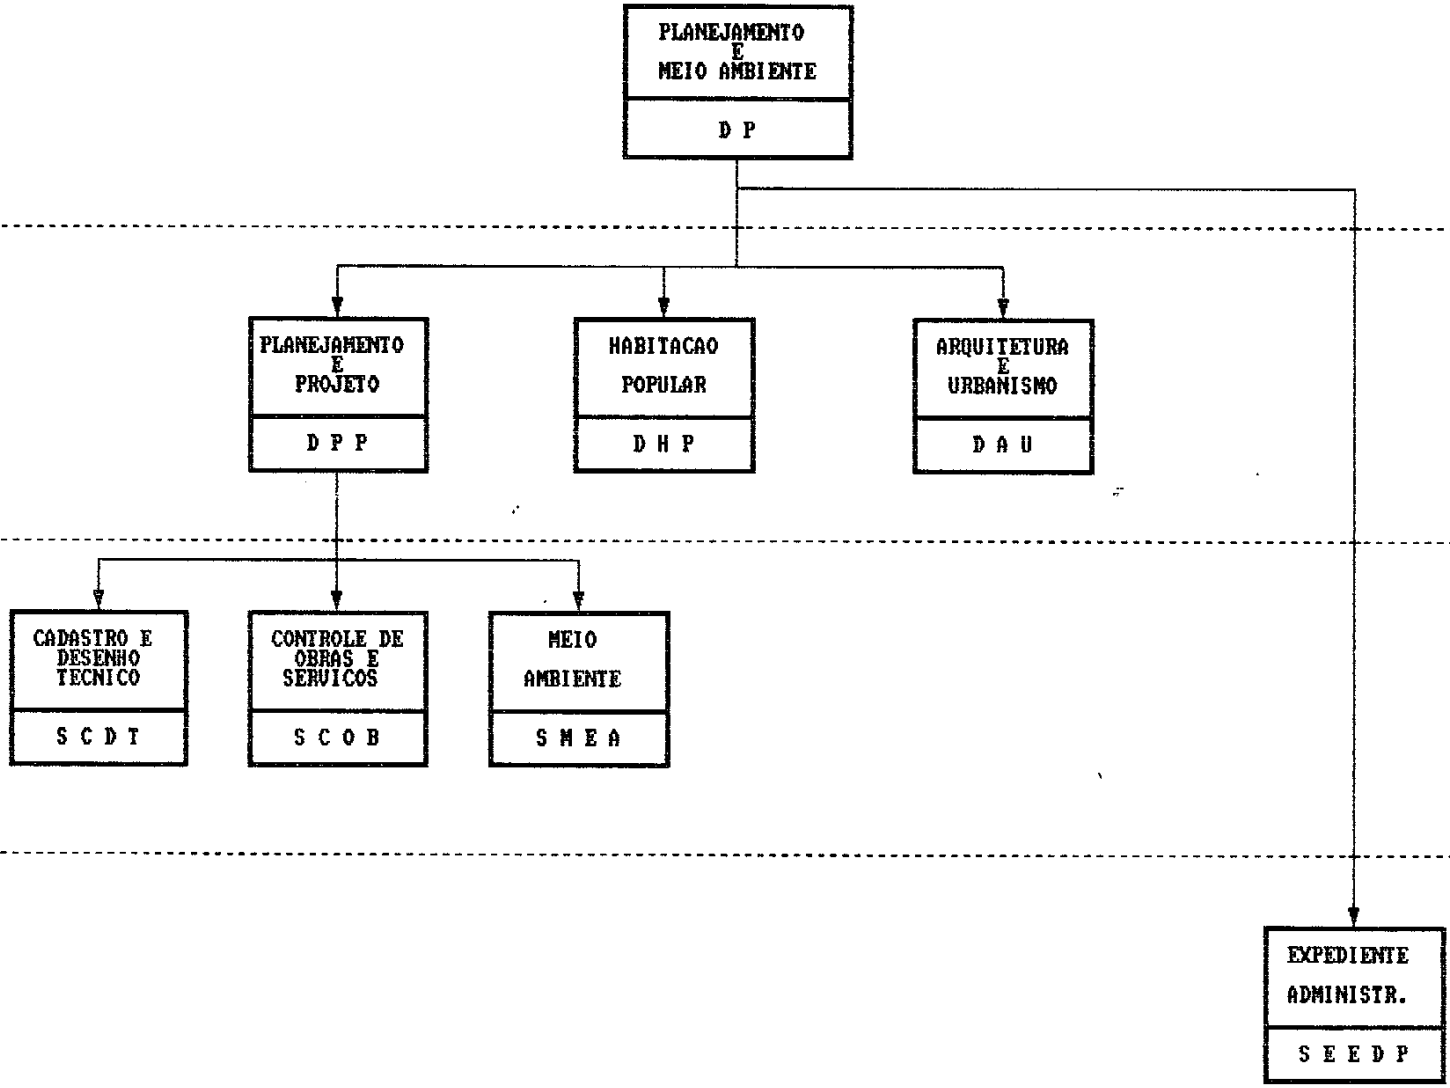 PLANEJAMENTO
E
MEIO AMBIENTE
D P
PLANEJAMENTO
E
PROJETO
D P P
HABITACAO
POPULAR
D H P
ARQUITETURA
E
URBANISMO
D A U
CADASTRO E
DESENHO
TECNICO
S C D T
CONTROLE DE
OBRAS E
SERVICOS
S C O B
MEIO
AMBIENTE
S M E A
EXPEDIENTE
ADMINISTR.
S E E D P